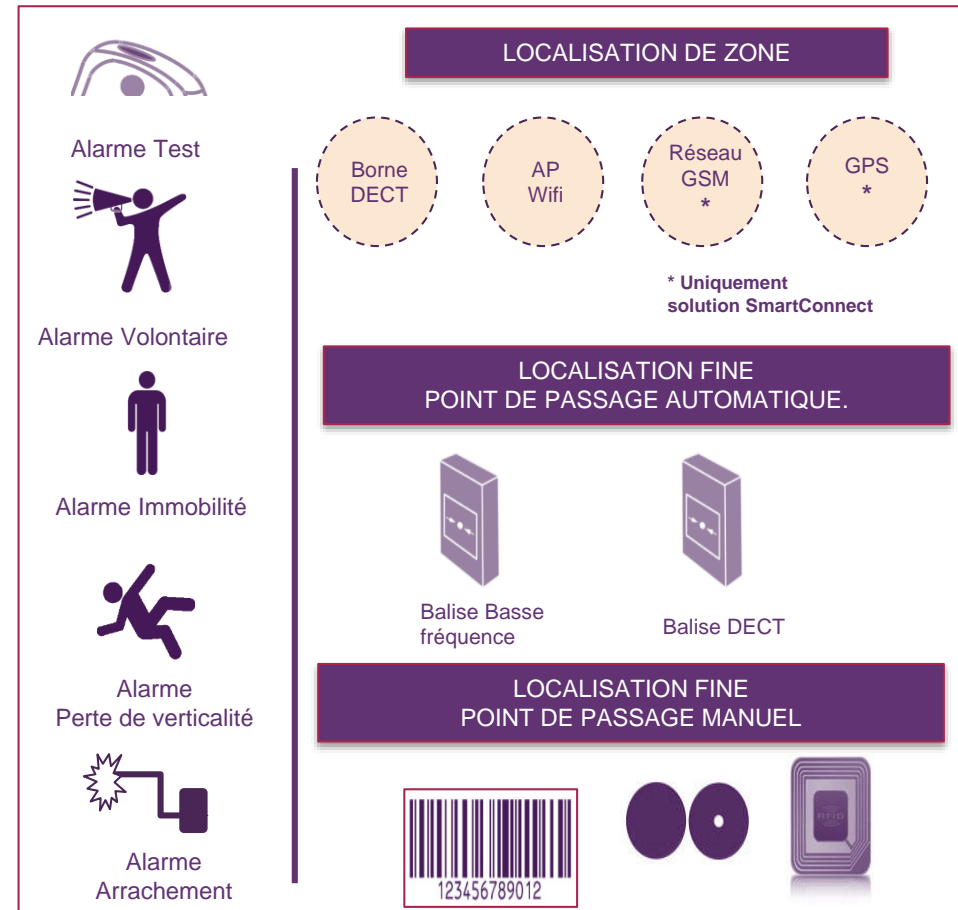 LOCALISATION DE ZONE
Alarme Test
Borne
DECT
AP
Wifi
Réseau
GSM
*
GPS
*
* Uniquement
solution SmartConnect
Alarme Volontaire
LOCALISATION FINE
POINT DE PASSAGE AUTOMATIQUE.
Alarme Immobilité
Balise Basse
fréquence
Balise DECT
Alarme
Perte de verticalité
LOCALISATION FINE
POINT DE PASSAGE MANUEL
123456789012
RFID
Alarme
Arrachement